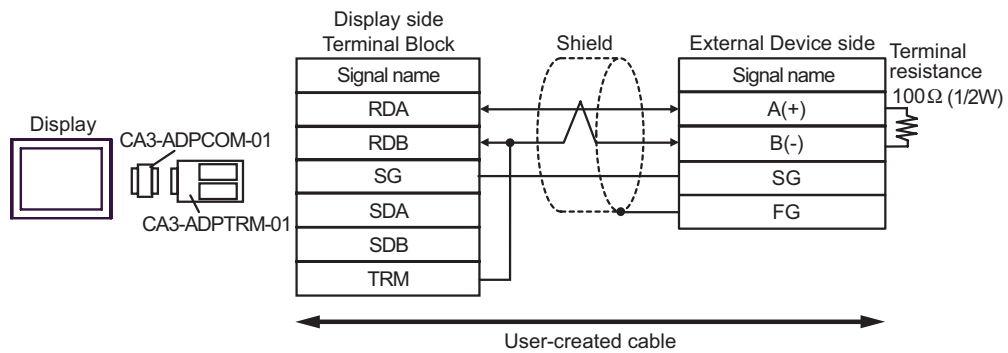 Display side
Terminal Block
Shield
External Device side
Terminal
resistance
100Ω (1/2W)
Signal name
Signal name
RDA
A(+)
Display
CA3-ADPCOM-01
RDB
B(-)
SG
SG
CA3-ADPTRM-01
SDA
FG
SDB
TRM
User-created cable